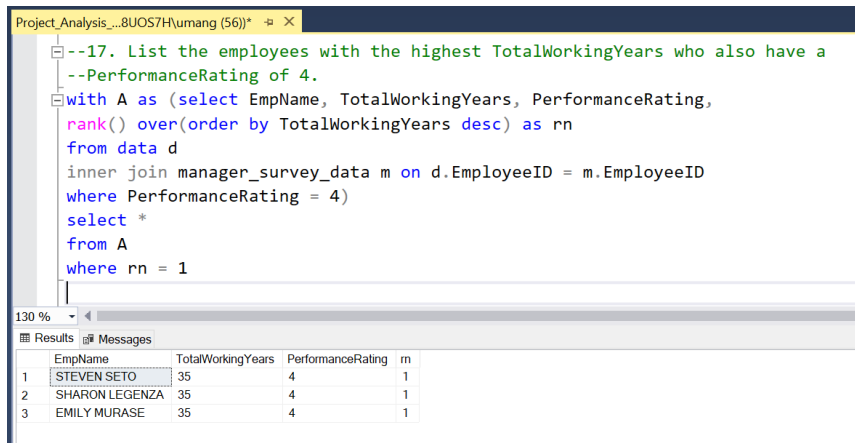 Project_Analysis_...8UOS7H\umang (56))*
--17. List the employees with the highest TotalWorkingYears who also have a
--PerformanceRating of 4.
with A as (select EmpName, TotalWorkingYears, PerformanceRating,
rank() over(order by TotalWorkingYears desc) as rn
from data d
inner join manager_survey_data m on d.EmployeeID = m.EmployeeID
where PerformanceRating = 4)
select *
from A
where rn = 1
130 %
Results Messages
EmpName TotalWorkingYears PerformanceRating rn
1 STEVEN SETO 35 4 1
2 SHARON LEGENZA 35 4 1
3 EMILY MURASE 35 4 1